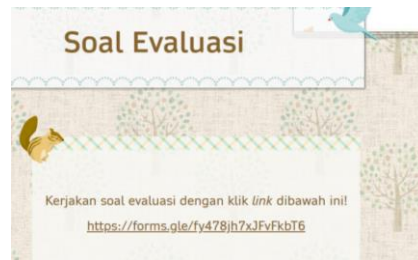 Soal Evaluasi
Kerjakan soal evaluasi dengan klik link dibawah ini!
https://forms.gle/fy478jh7xJFvFkbT6